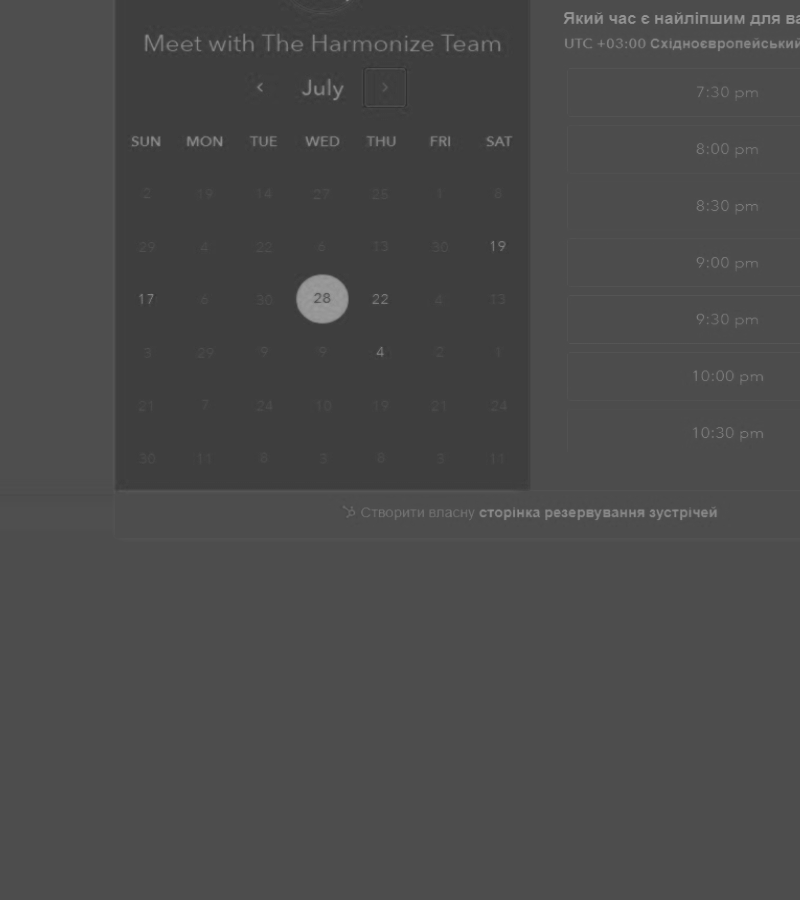 Meet with The Harmonize Team
July
SUN MON TUE WED THU FRI SAT
2 19 14 27 25 1 8
29 4 22 6 13 30 19
17 6 30 28 22 4 13
3 29 9 9 4 2 1
21 7 24 10 19 21 24
30 11 8 3 8 3 11
Який час є найліпшим для
UTC +03:00 Східноєвропейський
7:30 pm
8:00 pm
8:30 pm
9:00 pm
9:30 pm
10:00 pm
10:30 pm
Створити власну сторінка резервування зустрічей